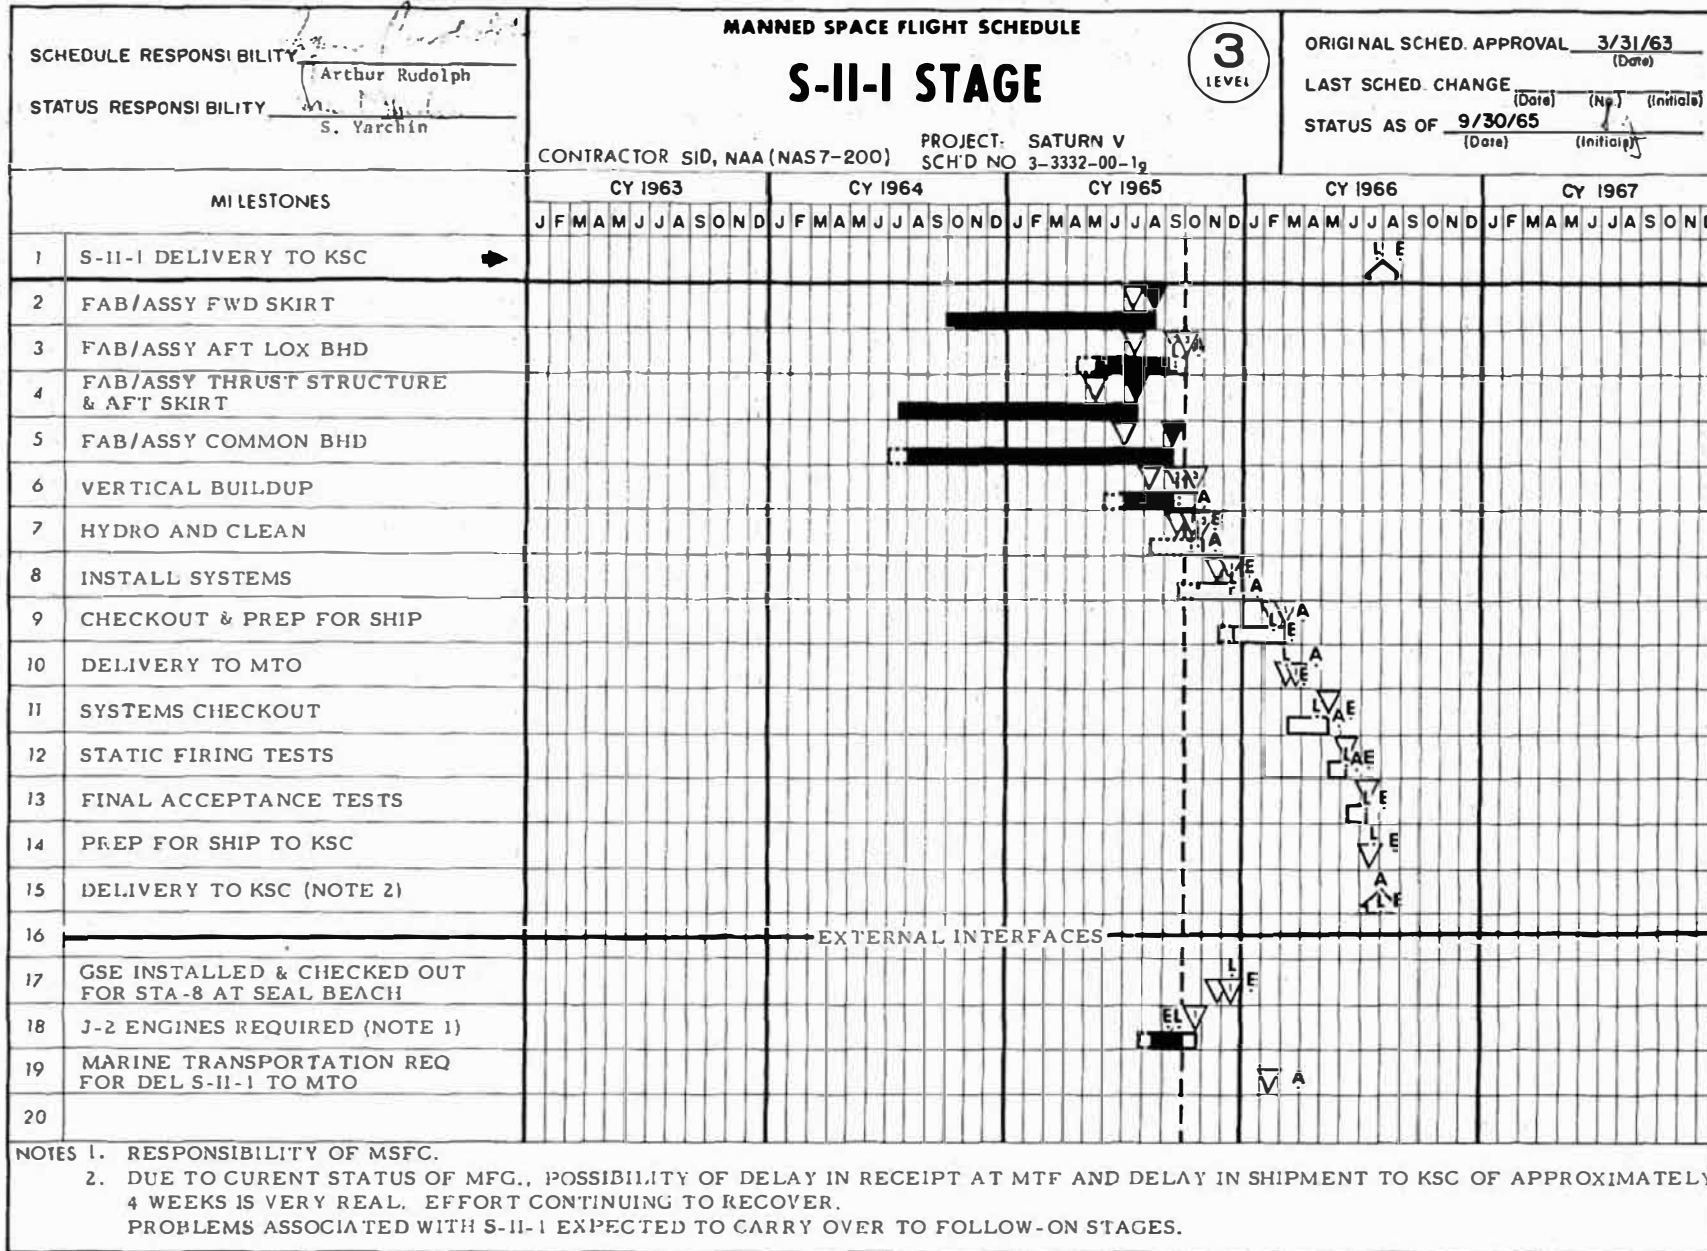 MANNED SPACE FLIGHT SCHEDULE
S-II-I STAGE
3
LEVEL
SCHEDULE RESPONSIBILITY
Arthur Rudolph
STATUS RESPONSIBILITY
S. Yarchin
CONTRACTOR SID, NAA (NAS 7-200)
PROJECT: SATURN V
SCH'D NO 3-3332-00-1g
ORIGINAL SCHED. APPROVAL 3/31/63
(Date)
LAST SCHED. CHANGE
(Date) (No.) (Initials)
STATUS AS OF 9/30/65
(Date) (Initials)
MILESTONES
CY 1963 CY 1964 CY 1965 CY 1966 CY 1967
J F M A M J J A S O N D J F M A M J J A S O N D J F M A M J J A S O N D J F M A M J J A S O N D J F M A M J J A S O N D
1 S-II-I DELIVERY TO KSC L E
2 FAB/ASSY FWD SKIRT
3 FAB/ASSY AFT LOX BHD
4 FAB/ASSY THRUST STRUCTURE
& AFT SKIRT
5 FAB/ASSY COMMON BHD
6 VERTICAL BUILDUP A
7 HYDRO AND CLEAN E
A
8 INSTALL SYSTEMS E
A
9 CHECKOUT & PREP FOR SHIP A
L E
10 DELIVERY TO MTO L A
E
11 SYSTEMS CHECKOUT L E
A
12 STATIC FIRING TESTS L A E
13 FINAL ACCEPTANCE TESTS L E
14 PREP FOR SHIP TO KSC L E
15 DELIVERY TO KSC (NOTE 2) A
L E
16 EXTERNAL INTERFACES
17 GSE INSTALLED & CHECKED OUT L
FOR STA-8 AT SEAL BEACH E
18 J-2 ENGINES REQUIRED (NOTE 1) E L
19 MARINE TRANSPORTATION REQ
FOR DEL S-II-1 TO MTO A
20
NOTES 1. RESPONSIBILITY OF MSFC.
2. DUE TO CURENT STATUS OF MFG., POSSIBILITY OF DELAY IN RECEIPT AT MTF AND DELAY IN SHIPMENT TO KSC OF APPROXIMATELY
4 WEEKS IS VERY REAL. EFFORT CONTINUING TO RECOVER.
PROBLEMS ASSOCIATED WITH S-II-1 EXPECTED TO CARRY OVER TO FOLLOW-ON STAGES.